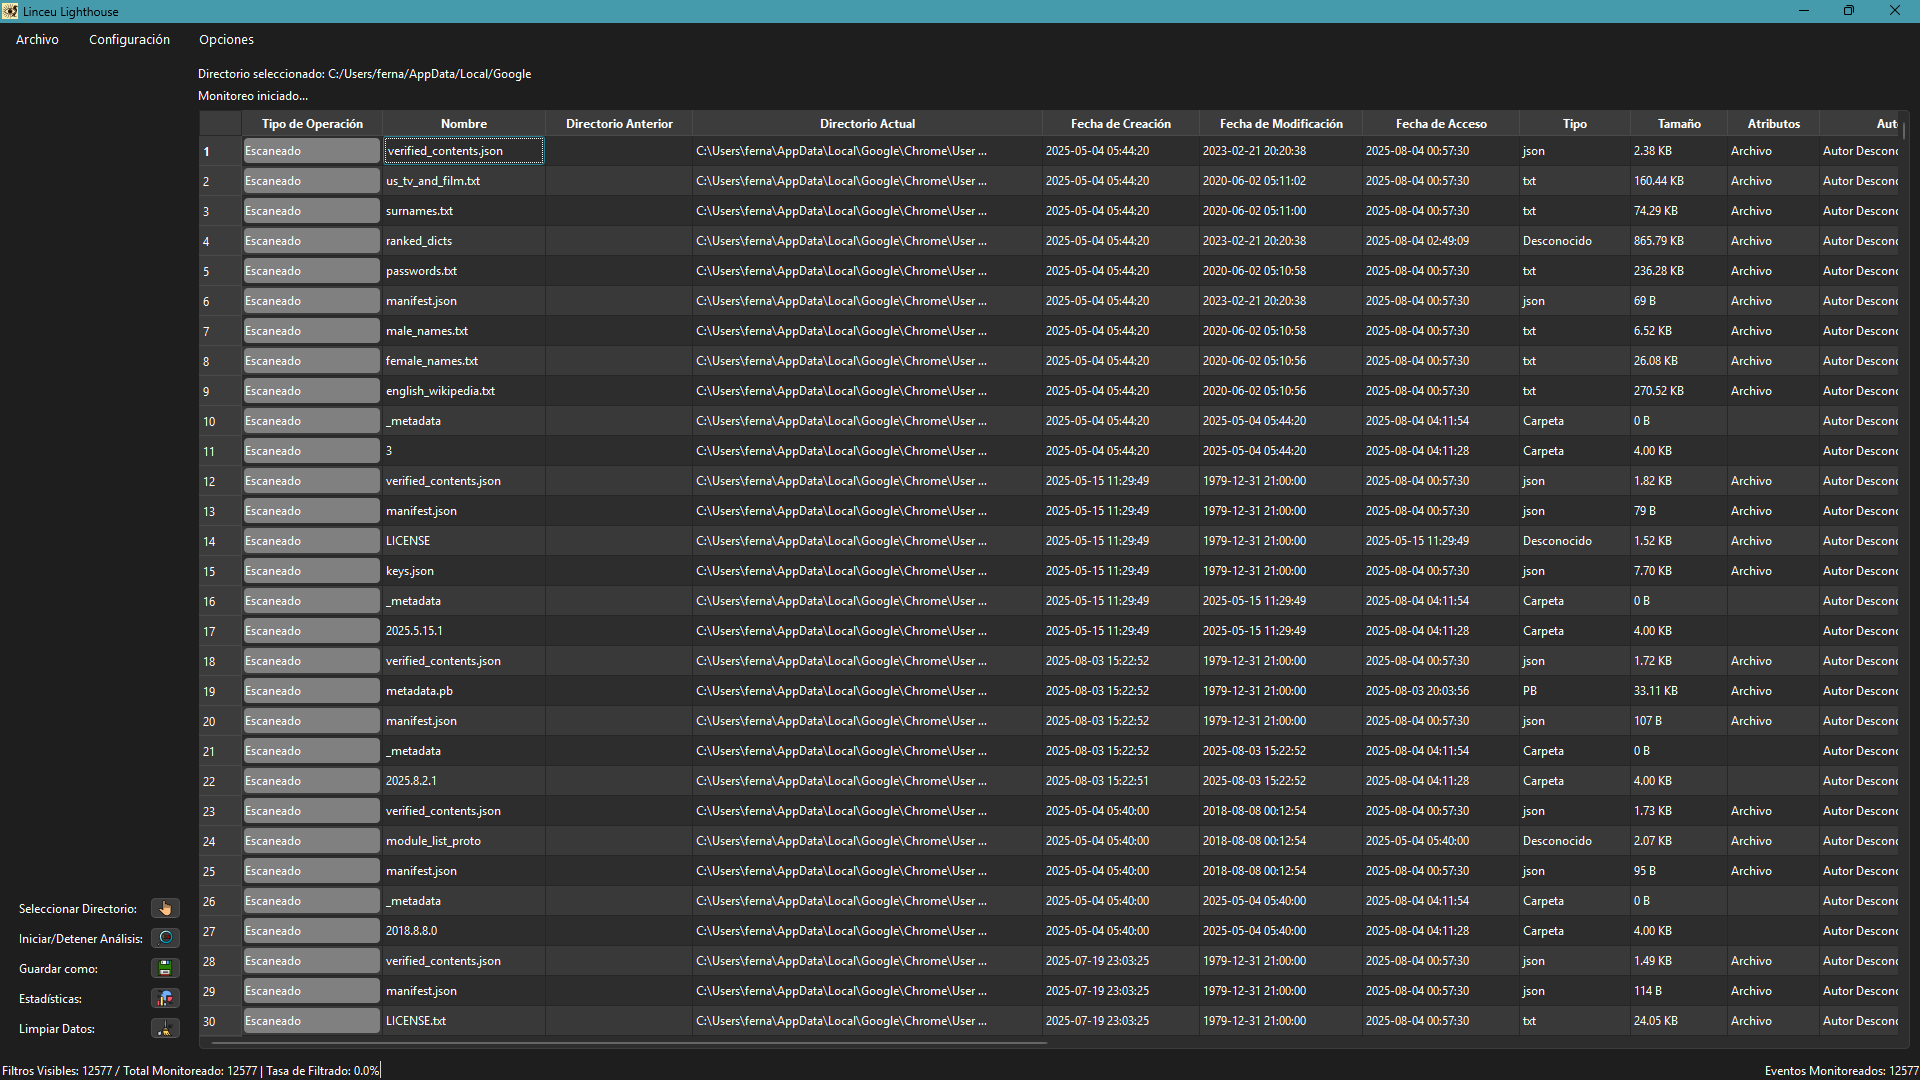 Linceu Lighthouse
Archivo Configuración Opciones
Directorio seleccionado: C:/Users/ferna/AppData/Local/Google
Monitoreo iniciado...
Tipo de Operación Nombre Directorio Anterior Directorio Actual Fecha de Creación Fecha de Modificación Fecha de Acceso Tipo Tamaño Atributos Aut
1 Escaneado verified_contents.json C:\Users\ferna\AppData\Local\Google\Chrome\User ... 2025-05-04 05:44:20 2023-02-21 20:20:38 2025-08-04 00:57:30 json 2.38 KB Archivo Autor Descono
2 Escaneado us_tv_and_film.txt C:\Users\ferna\AppData\Local\Google\Chrome\User ... 2025-05-04 05:44:20 2020-06-02 05:11:02 2025-08-04 00:57:30 txt 160.44 KB Archivo Autor Descono
3 Escaneado surnames.txt C:\Users\ferna\AppData\Local\Google\Chrome\User ... 2025-05-04 05:44:20 2020-06-02 05:11:00 2025-08-04 00:57:30 txt 74.29 KB Archivo Autor Descono
4 Escaneado ranked_dicts C:\Users\ferna\AppData\Local\Google\Chrome\User ... 2025-05-04 05:44:20 2023-02-21 20:20:38 2025-08-04 02:49:09 Desconocido 865.79 KB Archivo Autor Descono
5 Escaneado passwords.txt C:\Users\ferna\AppData\Local\Google\Chrome\User ... 2025-05-04 05:44:20 2020-06-02 05:10:58 2025-08-04 00:57:30 txt 236.28 KB Archivo Autor Descono
6 Escaneado manifest.json C:\Users\ferna\AppData\Local\Google\Chrome\User ... 2025-05-04 05:44:20 2023-02-21 20:20:38 2025-08-04 00:57:30 json 69 B Archivo Autor Descono
7 Escaneado male_names.txt C:\Users\ferna\AppData\Local\Google\Chrome\User ... 2025-05-04 05:44:20 2020-06-02 05:10:58 2025-08-04 00:57:30 txt 6.52 KB Archivo Autor Descono
8 Escaneado female_names.txt C:\Users\ferna\AppData\Local\Google\Chrome\User ... 2025-05-04 05:44:20 2020-06-02 05:10:56 2025-08-04 00:57:30 txt 26.08 KB Archivo Autor Descono
9 Escaneado english_wikipedia.txt C:\Users\ferna\AppData\Local\Google\Chrome\User ... 2025-05-04 05:44:20 2020-06-02 05:10:56 2025-08-04 00:57:30 txt 270.52 KB Archivo Autor Descono
10 Escaneado _metadata C:\Users\ferna\AppData\Local\Google\Chrome\User ... 2025-05-04 05:44:20 2025-05-04 05:44:20 2025-08-04 04:11:54 Carpeta 0 B Autor Descono
11 Escaneado 3 C:\Users\ferna\AppData\Local\Google\Chrome\User ... 2025-05-04 05:44:20 2025-05-04 05:44:20 2025-08-04 04:11:28 Carpeta 4.00 KB Autor Descono
12 Escaneado verified_contents.json C:\Users\ferna\AppData\Local\Google\Chrome\User ... 2025-05-15 11:29:49 1979-12-31 21:00:00 2025-08-04 00:57:30 json 1.82 KB Archivo Autor Descono
13 Escaneado manifest.json C:\Users\ferna\AppData\Local\Google\Chrome\User ... 2025-05-15 11:29:49 1979-12-31 21:00:00 2025-08-04 00:57:30 json 79 B Archivo Autor Descono
14 Escaneado LICENSE C:\Users\ferna\AppData\Local\Google\Chrome\User ... 2025-05-15 11:29:49 1979-12-31 21:00:00 2025-05-15 11:29:49 Desconocido 1.52 KB Archivo Autor Descono
15 Escaneado keys.json C:\Users\ferna\AppData\Local\Google\Chrome\User ... 2025-05-15 11:29:49 1979-12-31 21:00:00 2025-08-04 00:57:30 json 7.70 KB Archivo Autor Descono
16 Escaneado _metadata C:\Users\ferna\AppData\Local\Google\Chrome\User ... 2025-05-15 11:29:49 2025-05-15 11:29:49 2025-08-04 04:11:54 Carpeta 0 B Autor Descono
17 Escaneado 2025.5.15.1 C:\Users\ferna\AppData\Local\Google\Chrome\User ... 2025-05-15 11:29:49 2025-05-15 11:29:49 2025-08-04 04:11:28 Carpeta 4.00 KB Autor Descono
18 Escaneado verified_contents.json C:\Users\ferna\AppData\Local\Google\Chrome\User ... 2025-08-03 15:22:52 1979-12-31 21:00:00 2025-08-04 00:57:30 json 1.72 KB Archivo Autor Descono
19 Escaneado metadata.pb C:\Users\ferna\AppData\Local\Google\Chrome\User ... 2025-08-03 15:22:52 1979-12-31 21:00:00 2025-08-03 20:03:56 PB 33.11 KB Archivo Autor Descono
20 Escaneado manifest.json C:\Users\ferna\AppData\Local\Google\Chrome\User ... 2025-08-03 15:22:52 1979-12-31 21:00:00 2025-08-04 00:57:30 json 107 B Archivo Autor Descono
21 Escaneado _metadata C:\Users\ferna\AppData\Local\Google\Chrome\User ... 2025-08-03 15:22:52 2025-08-03 15:22:52 2025-08-04 04:11:54 Carpeta 0 B Autor Descono
22 Escaneado 2025.8.2.1 C:\Users\ferna\AppData\Local\Google\Chrome\User ... 2025-08-03 15:22:51 2025-08-03 15:22:52 2025-08-04 04:11:28 Carpeta 4.00 KB Autor Descono
23 Escaneado verified_contents.json C:\Users\ferna\AppData\Local\Google\Chrome\User ... 2025-05-04 05:40:00 2018-08-08 00:12:54 2025-08-04 00:57:30 json 1.73 KB Archivo Autor Descono
24 Escaneado module_list_proto C:\Users\ferna\AppData\Local\Google\Chrome\User ... 2025-05-04 05:40:00 2018-08-08 00:12:54 2025-05-04 05:40:00 Desconocido 2.07 KB Archivo Autor Descono
25 Escaneado manifest.json C:\Users\ferna\AppData\Local\Google\Chrome\User ... 2025-05-04 05:40:00 2018-08-08 00:12:54 2025-08-04 00:57:30 json 95 B Archivo Autor Descono
26 Escaneado _metadata C:\Users\ferna\AppData\Local\Google\Chrome\User ... 2025-05-04 05:40:00 2025-05-04 05:40:00 2025-08-04 04:11:54 Carpeta 0 B Autor Descono
27 Escaneado 2018.8.8.0 C:\Users\ferna\AppData\Local\Google\Chrome\User ... 2025-05-04 05:40:00 2025-05-04 05:40:00 2025-08-04 04:11:28 Carpeta 4.00 KB Autor Descono
28 Escaneado verified_contents.json C:\Users\ferna\AppData\Local\Google\Chrome\User ... 2025-07-19 23:03:25 1979-12-31 21:00:00 2025-08-04 00:57:30 json 1.49 KB Archivo Autor Descono
29 Escaneado manifest.json C:\Users\ferna\AppData\Local\Google\Chrome\User ... 2025-07-19 23:03:25 1979-12-31 21:00:00 2025-08-04 00:57:30 json 114 B Archivo Autor Descono
30 Escaneado LICENSE.txt C:\Users\ferna\AppData\Local\Google\Chrome\User ... 2025-07-19 23:03:25 1979-12-31 21:00:00 2025-08-04 00:57:30 txt 24.05 KB Archivo Autor Descono
Seleccionar Directorio:
Iniciar/Detener Análisis:
Guardar como:
Estadísticas:
Limpiar Datos:
Filtros Visibles: 12577 / Total Monitoreado: 12577 | Tasa de Filtrado: 0.0%
Eventos Monitoreados: 12577